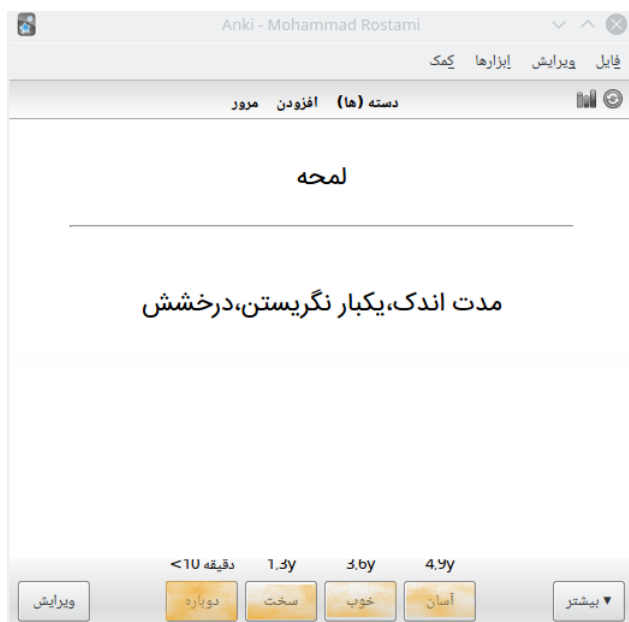 Anki - Mohammad Rostami
فایل ویرایش ابزارها کمک
دسته (ها) افزودن مرور
لمحه
مدت اندک،یکبار نگریستن،درخشش
4.9y 3.6y 1.3y <10 دقیقه
▼ بیشتر آسان خوب سخت دوباره ویرایش